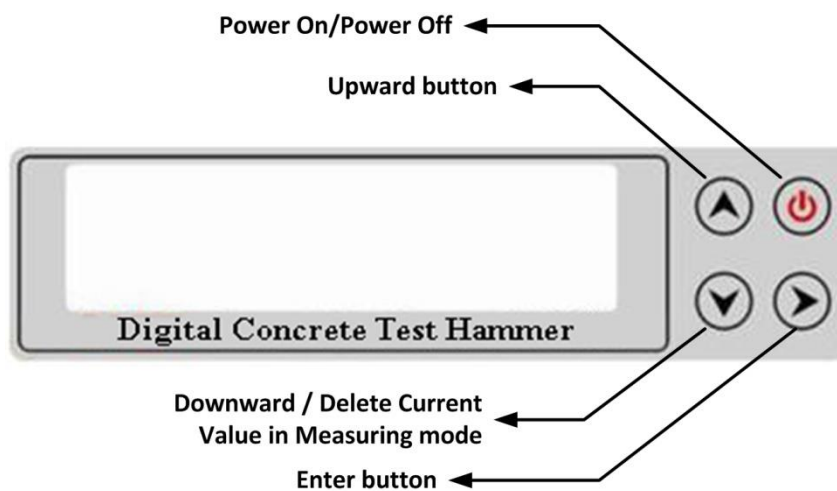 Power On/Power Off
Upward button
Digital Concrete Test Hammer
Downward / Delete Current
Value in Measuring mode
Enter button